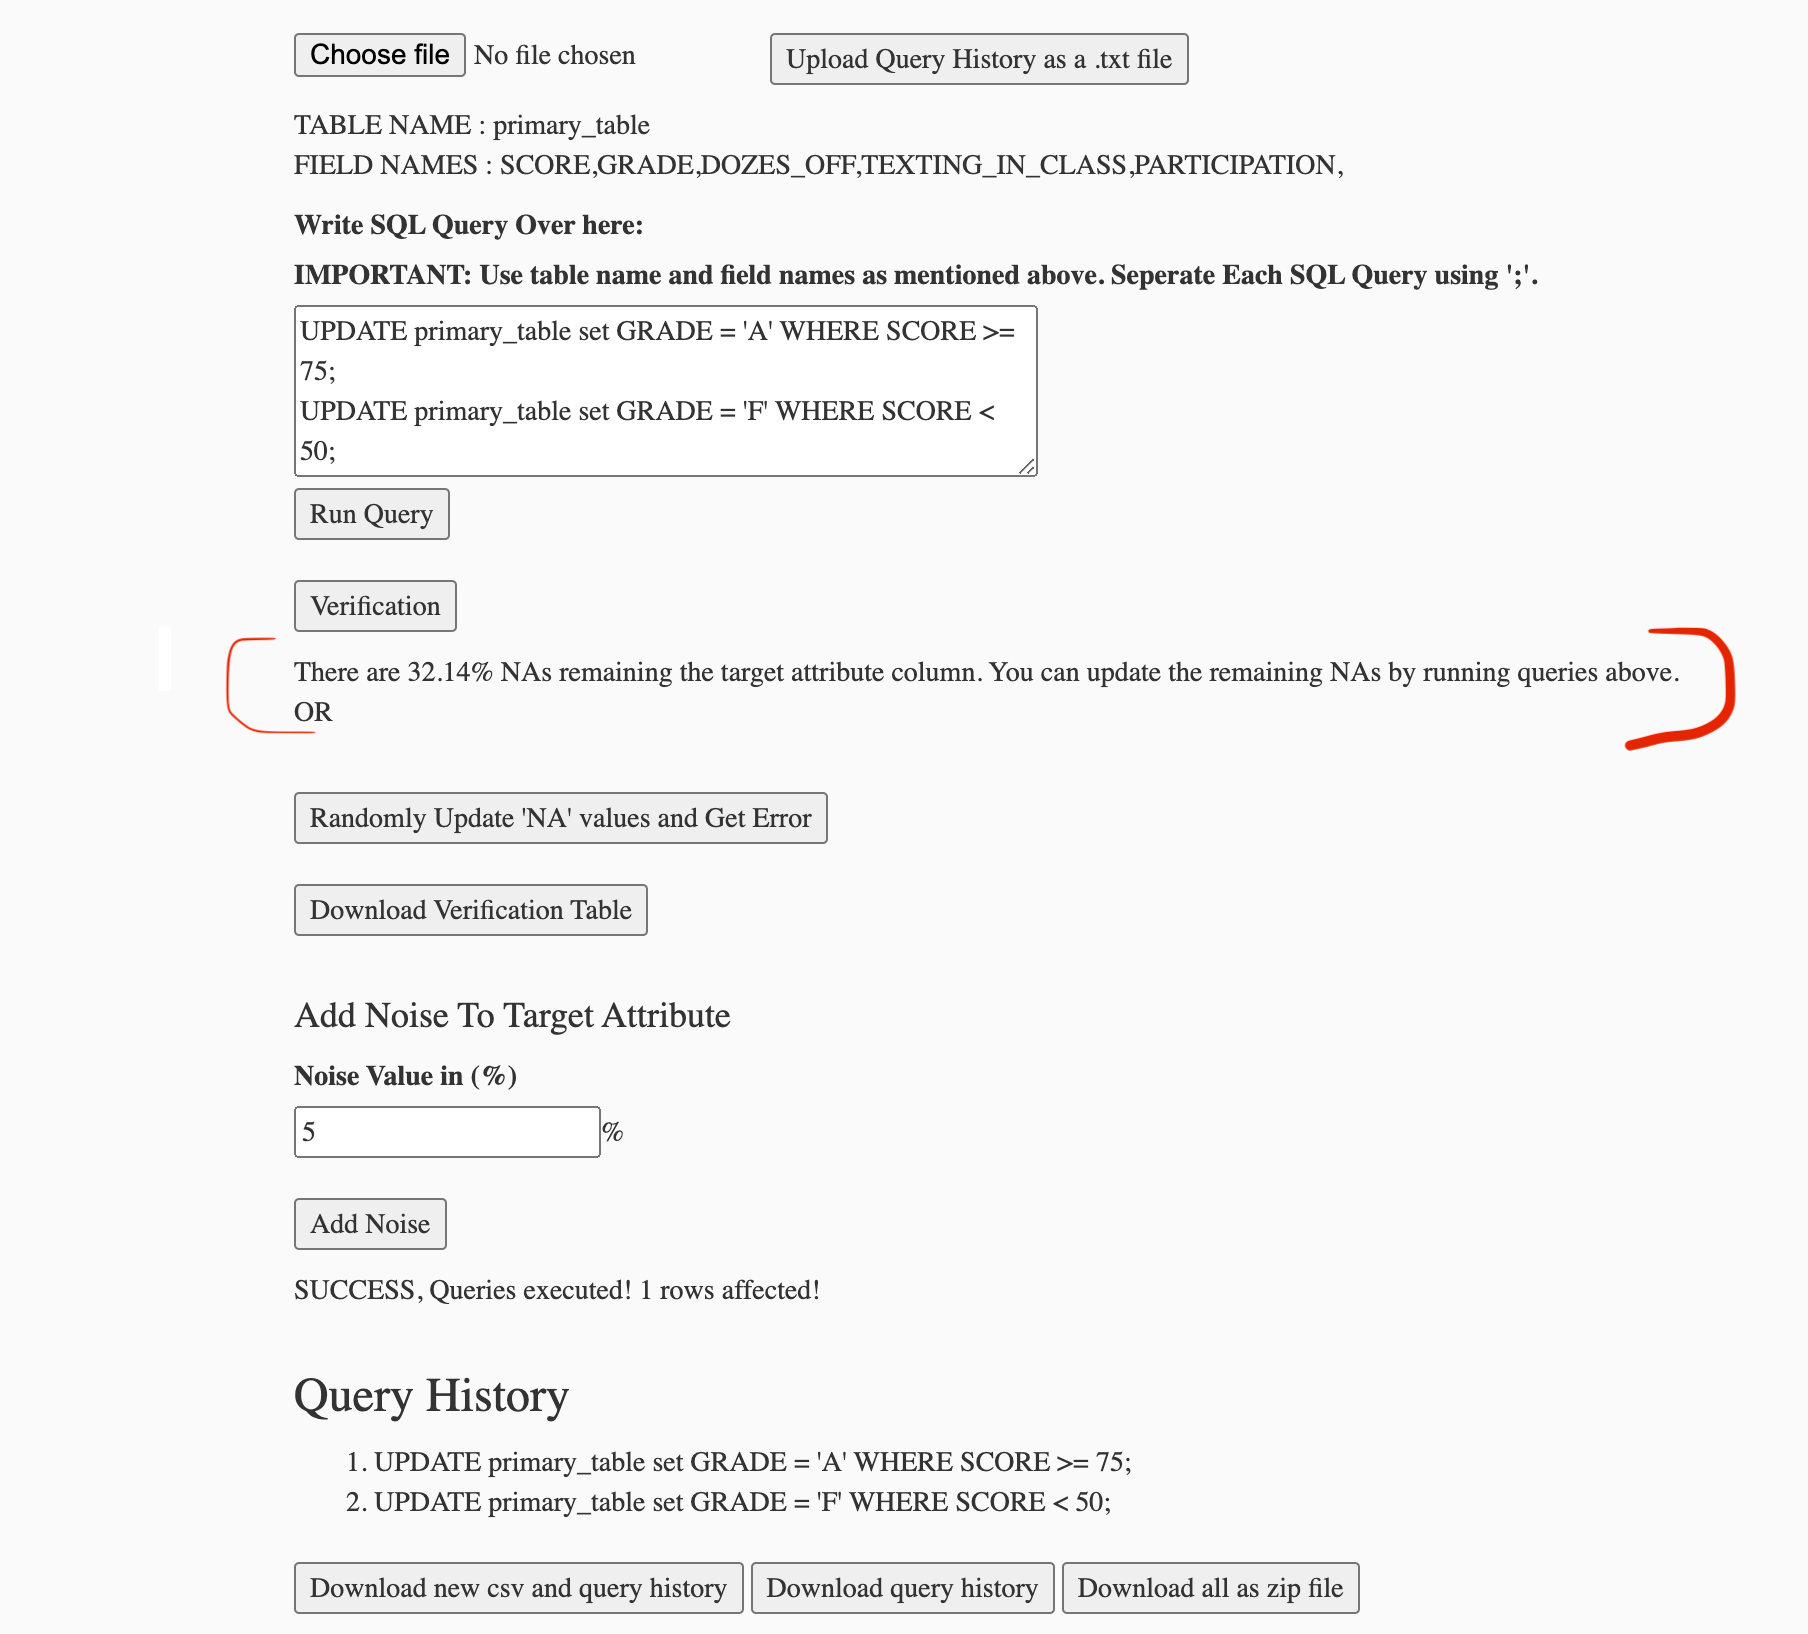 Choose file No file chosen Upload Query History as a .txt file
TABLE NAME : primary_table
FIELD NAMES : SCORE,GRADE,DOZES_OFF,TEXTING_IN_CLASS,PARTICIPATION,
Write SQL Query Over here:
IMPORTANT: Use table name and field names as mentioned above. Seperate Each SQL Query using ';'.
UPDATE primary_table set GRADE = 'A' WHERE SCORE >=
75;
UPDATE primary_table set GRADE = 'F' WHERE SCORE <
50;
Run Query
Verification
There are 32.14% NAs remaining the target attribute column. You can update the remaining NAs by running queries above.
OR
Randomly Update 'NA' values and Get Error
Download Verification Table
Add Noise To Target Attribute
Noise Value in (%)
5 %
Add Noise
SUCCESS, Queries executed! 1 rows affected!
Query History
1. UPDATE primary_table set GRADE = 'A' WHERE SCORE >= 75;
2. UPDATE primary_table set GRADE = 'F' WHERE SCORE < 50;
Download new csv and query history Download query history Download all as zip file